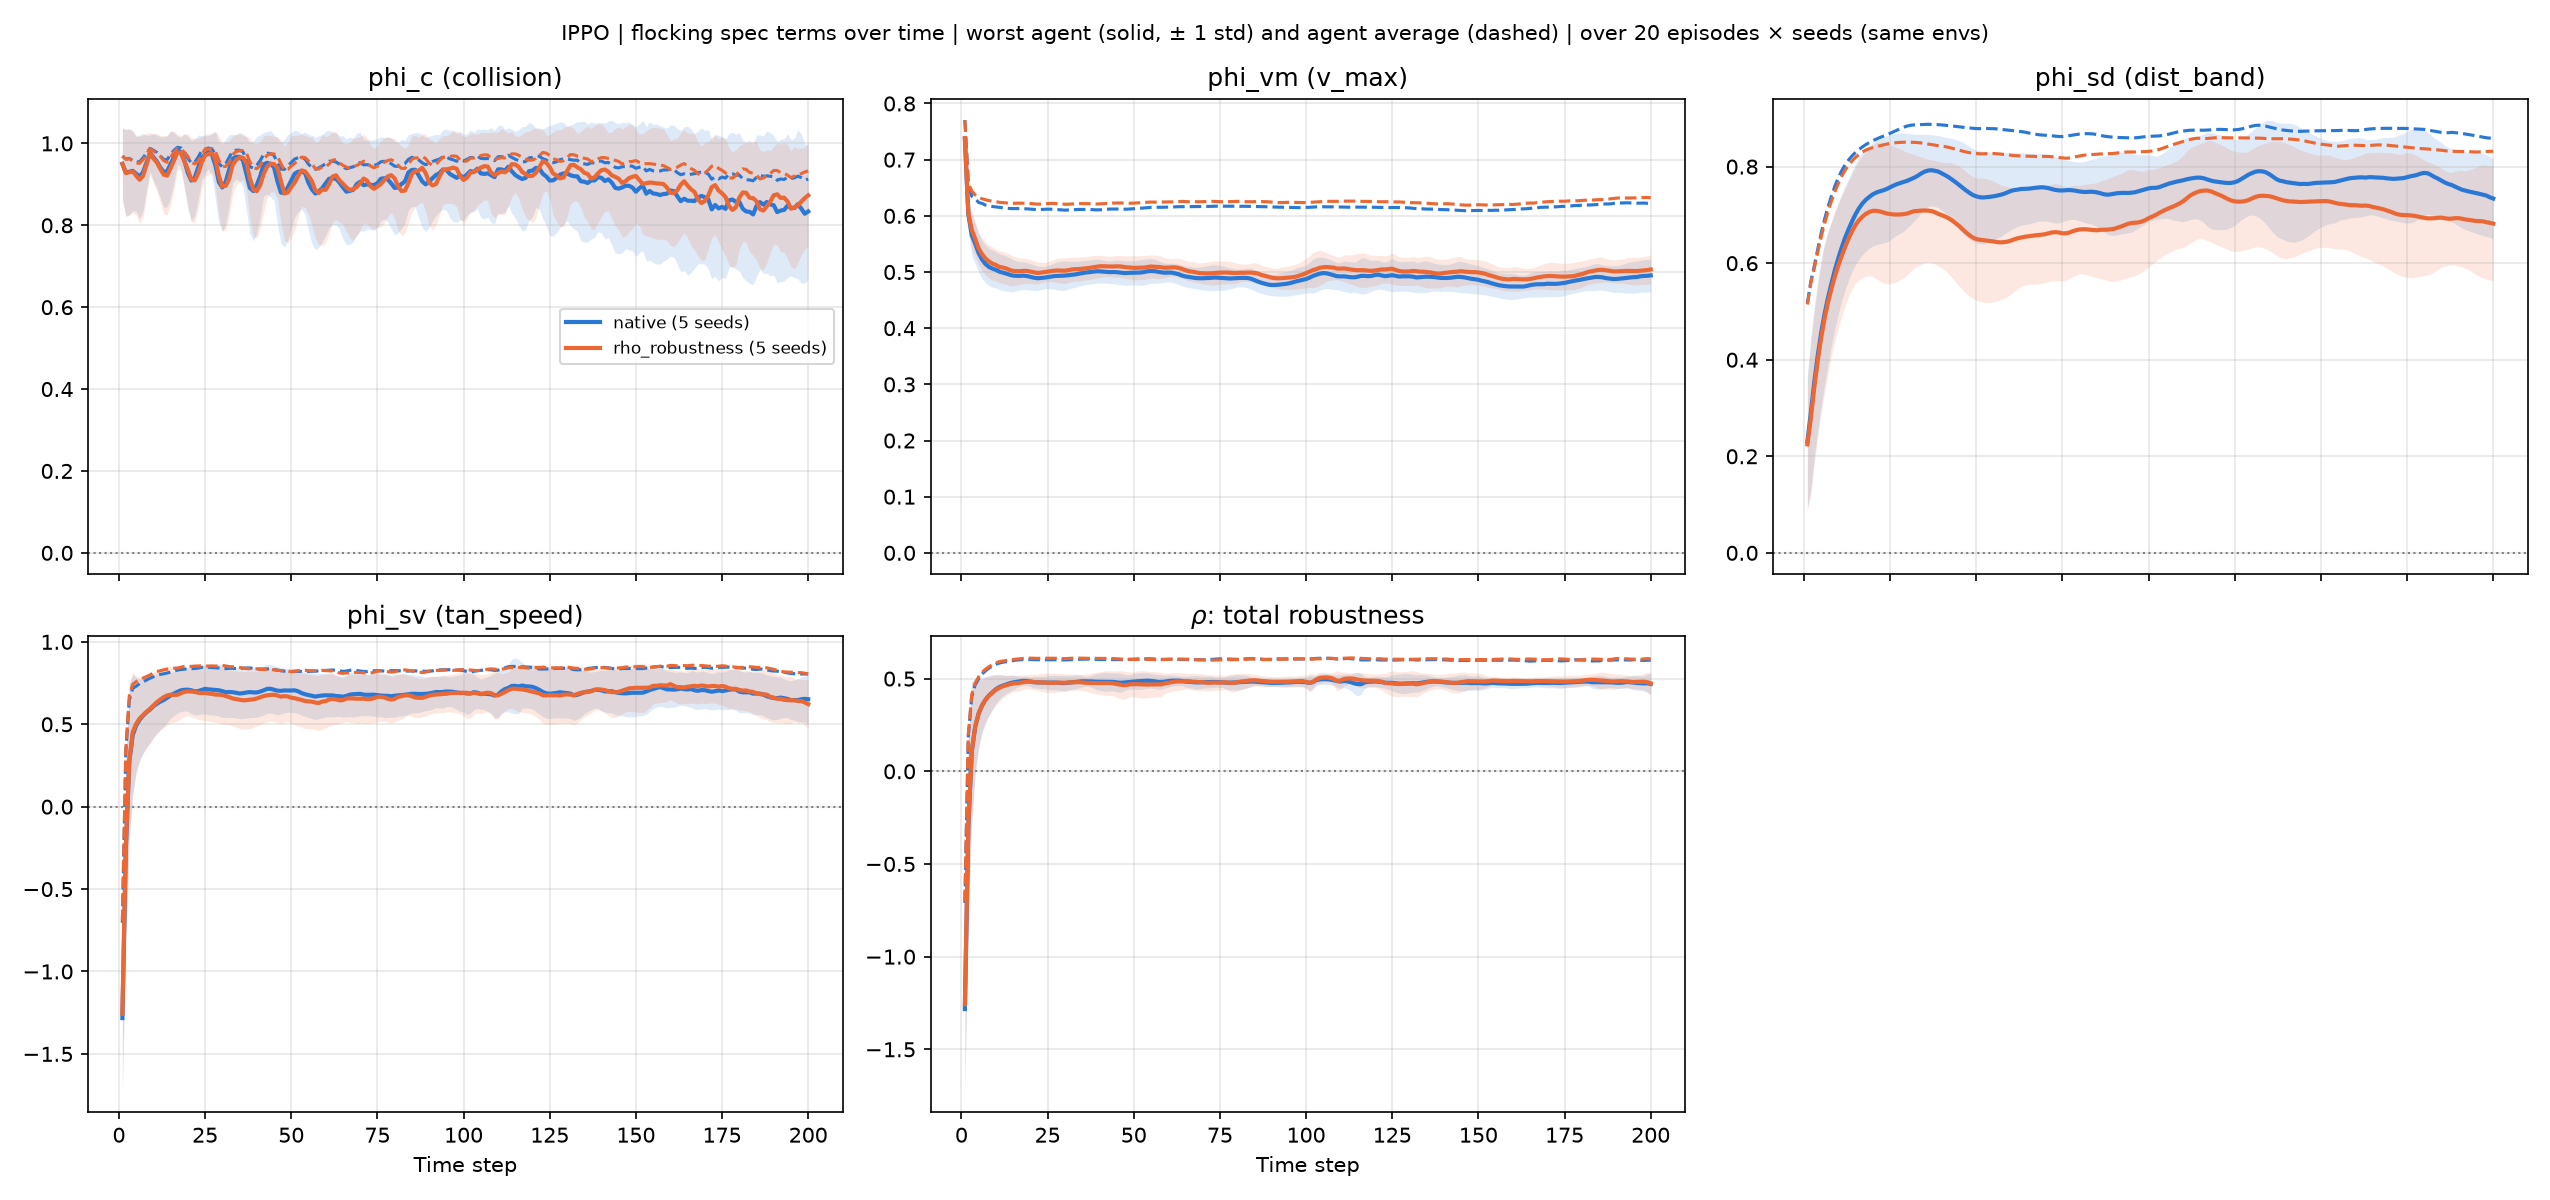 IPPO | flocking spec terms over time | worst agent (solid, ± 1 std) and agent average (dashed) | over 20 episodes × seeds (same envs)
phi_c (collision)
1.0
0.8
0.6
0.4
0.2
0.0
native (5 seeds)
rho_robustness (5 seeds)
phi_vm (v_max)
0.8
0.7
0.6
0.5
0.4
0.3
0.2
0.1
0.0
phi_sd (dist_band)
0.8
0.6
0.4
0.2
0.0
phi_sv (tan_speed)
1.0
0.5
0.0
−0.5
−1.0
−1.5
0 25 50 75 100 125 150 175 200
Time step
ρ: total robustness
0.5
0.0
−0.5
−1.0
−1.5
0 25 50 75 100 125 150 175 200
Time step